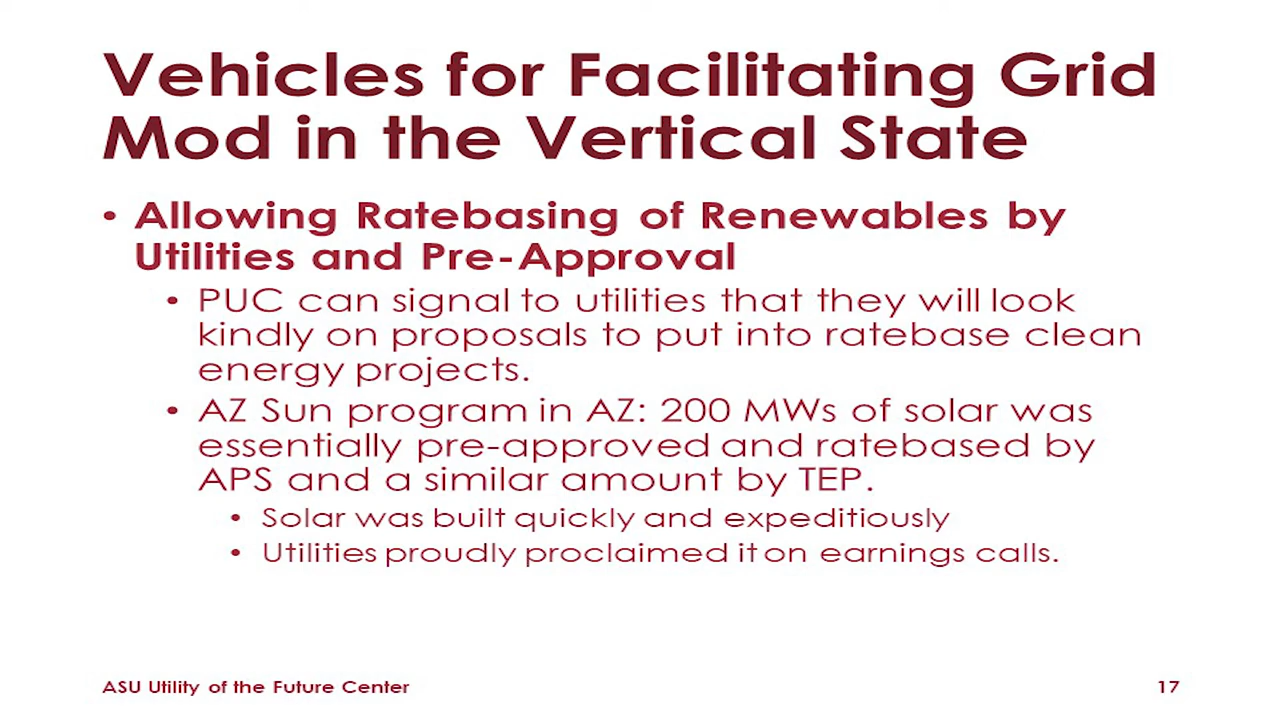 Vehicles for Facilitating Grid
Mod in the Vertical State
• Allowing Ratebasing of Renewables by
Utilities and Pre-Approval
• PUC can signal to utilities that they will look
kindly on proposals to put into ratebase clean
energy projects.
• AZ Sun program in AZ: 200 MWs of solar was
essentially pre-approved and ratebased by
APS and a similar amount by TEP.
• Solar was built quickly and expeditiously
• Utilities proudly proclaimed it on earnings calls.
ASU Utility of the Future Center
17